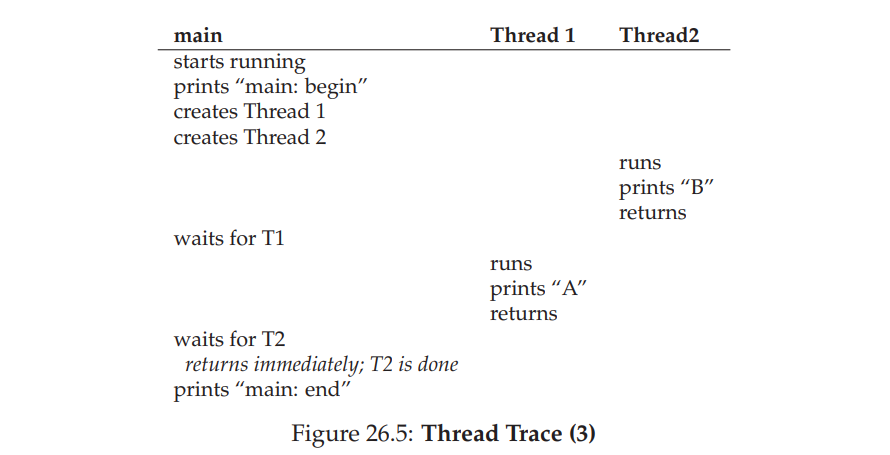 main Thread 1 Thread2
starts running
prints “main: begin”
creates Thread 1
creates Thread 2
runs
prints “B”
returns
waits for T1
runs
prints “A”
returns
waits for T2
returns immediately; T2 is done
prints “main: end”
Figure 26.5: Thread Trace (3)